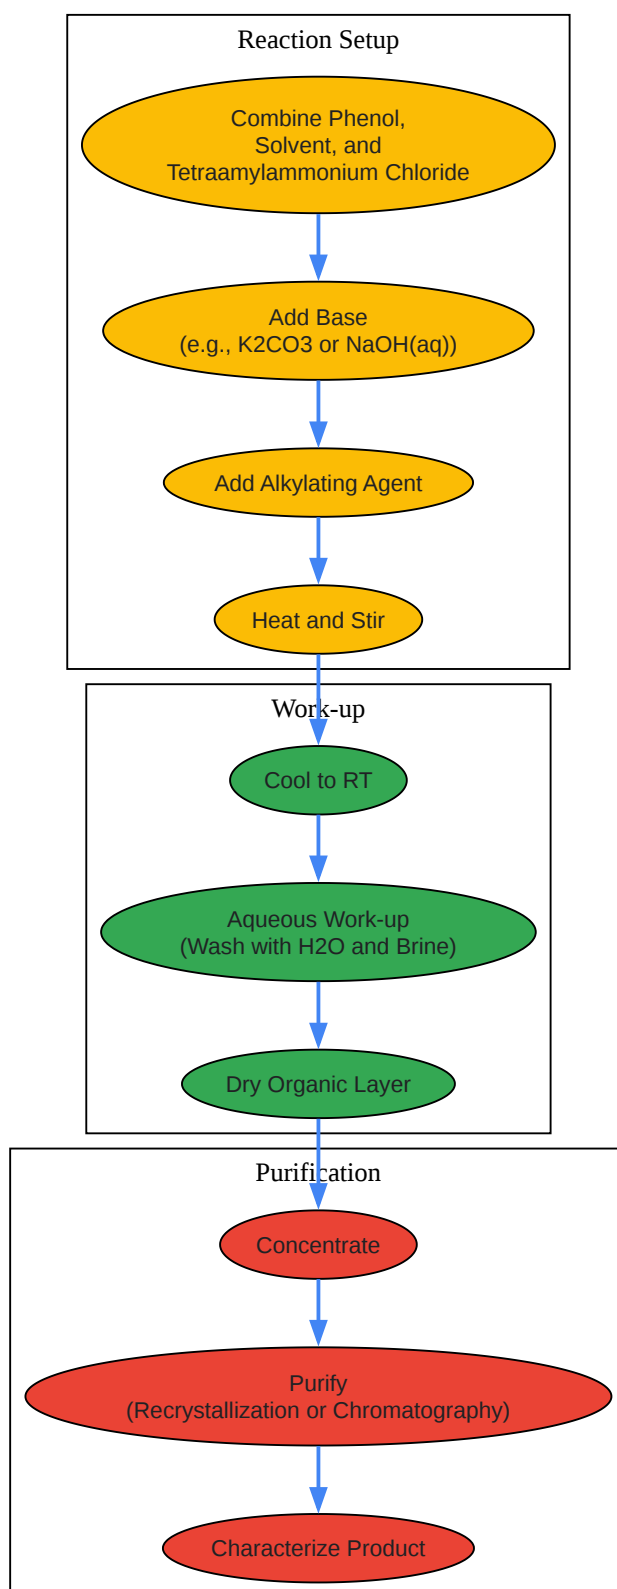 Reaction Setup
Combine Phenol,
Solvent, and
Tetraamylammonium Chloride
Add Base
(e.g., K2CO3 or NaOH(aq))
Add Alkylating Agent
Heat and Stir
Work-up
Cool to RT
Aqueous Work-up
(Wash with H2O and Brine)
Dry Organic Layer
Purification
Concentrate
Purify
(Recrystallization or Chromatography)
Characterize Product